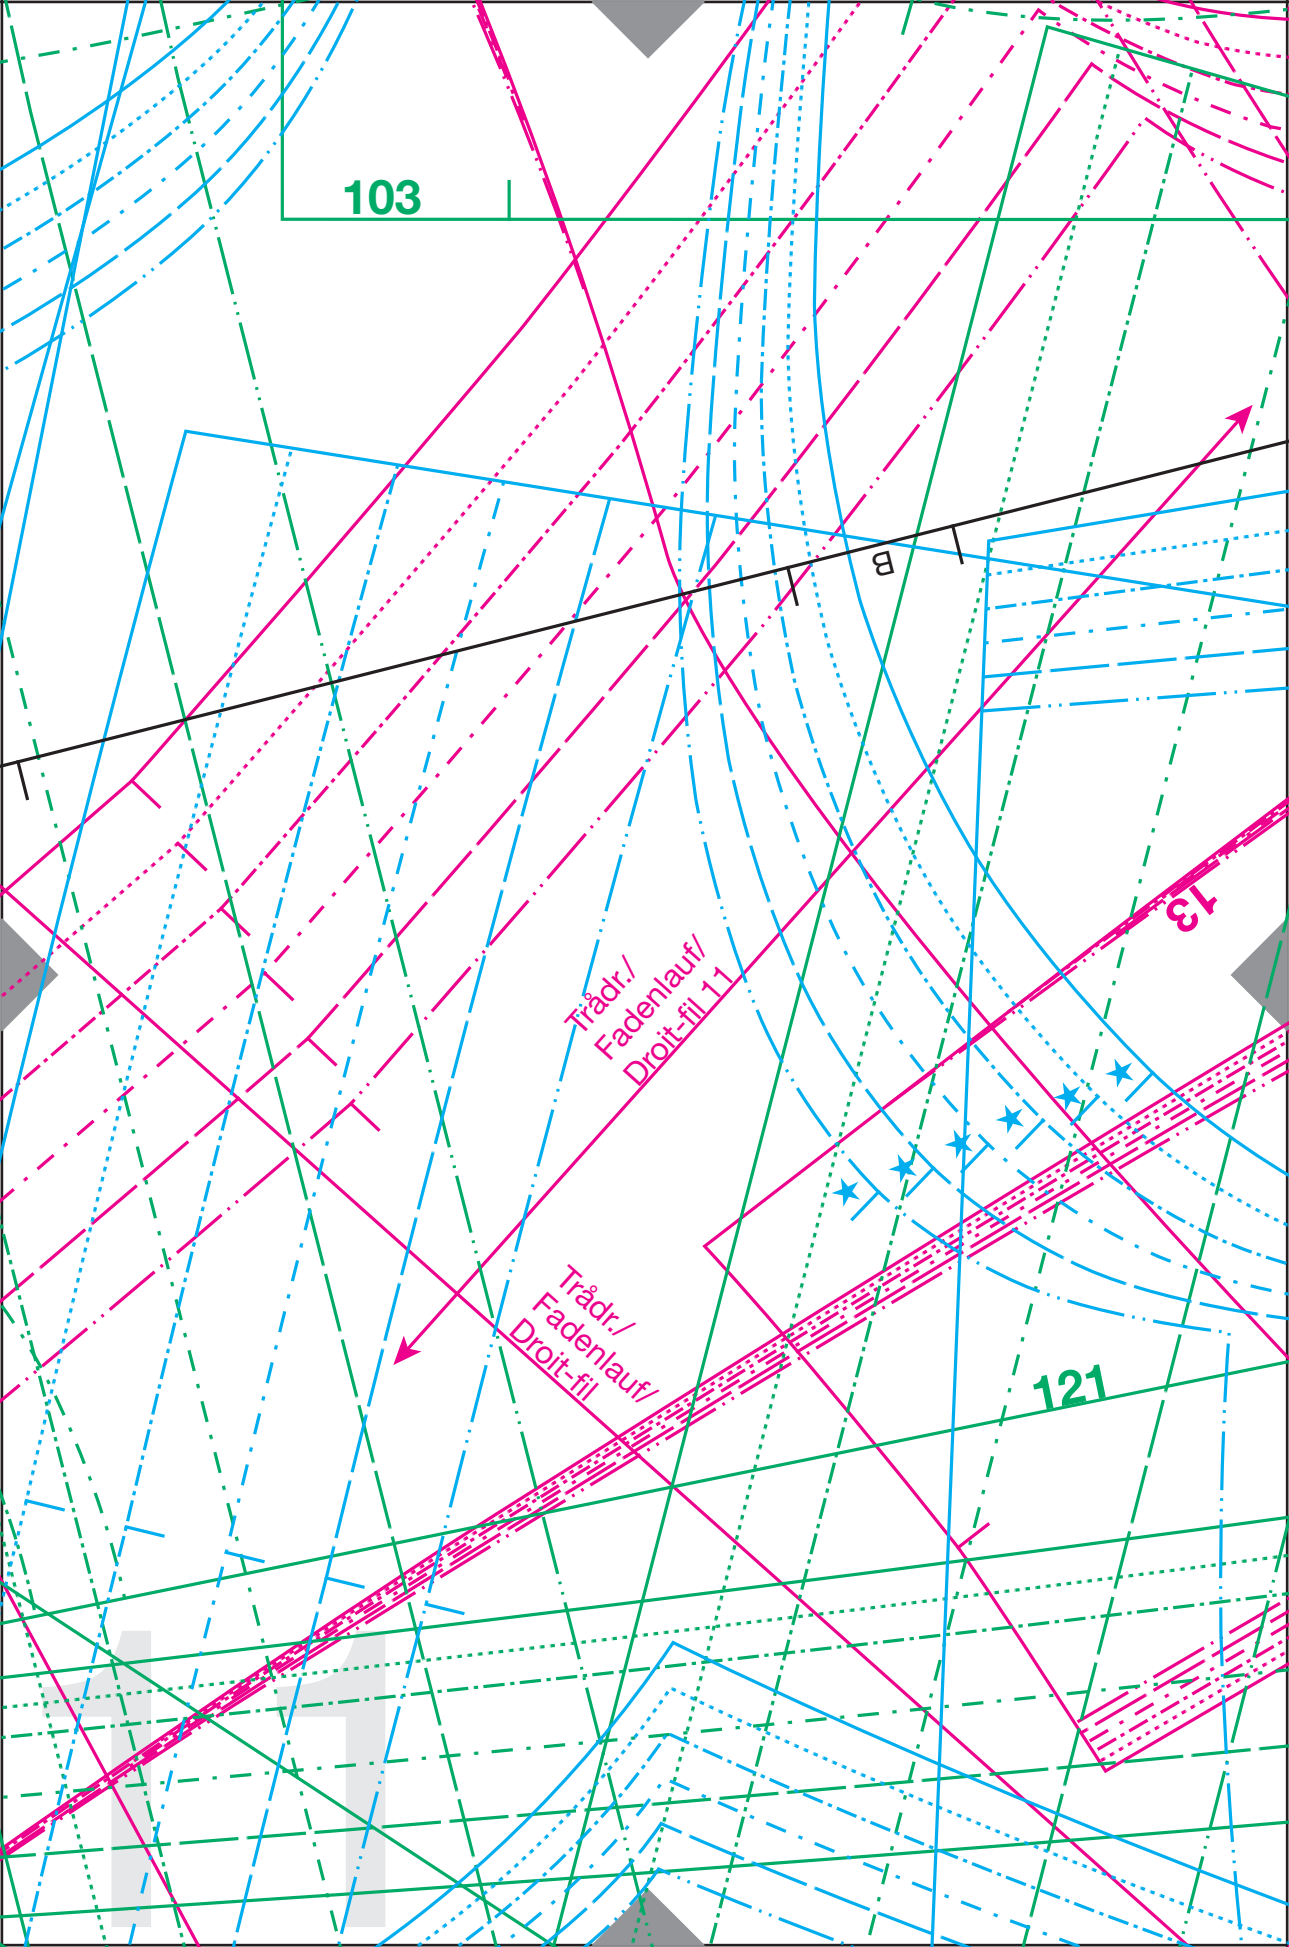 103
B
13
Trådr./
Fadenlauf/
Droit-fil 11
Trådr./
Fadenlauf/
Droit-fil
121
11